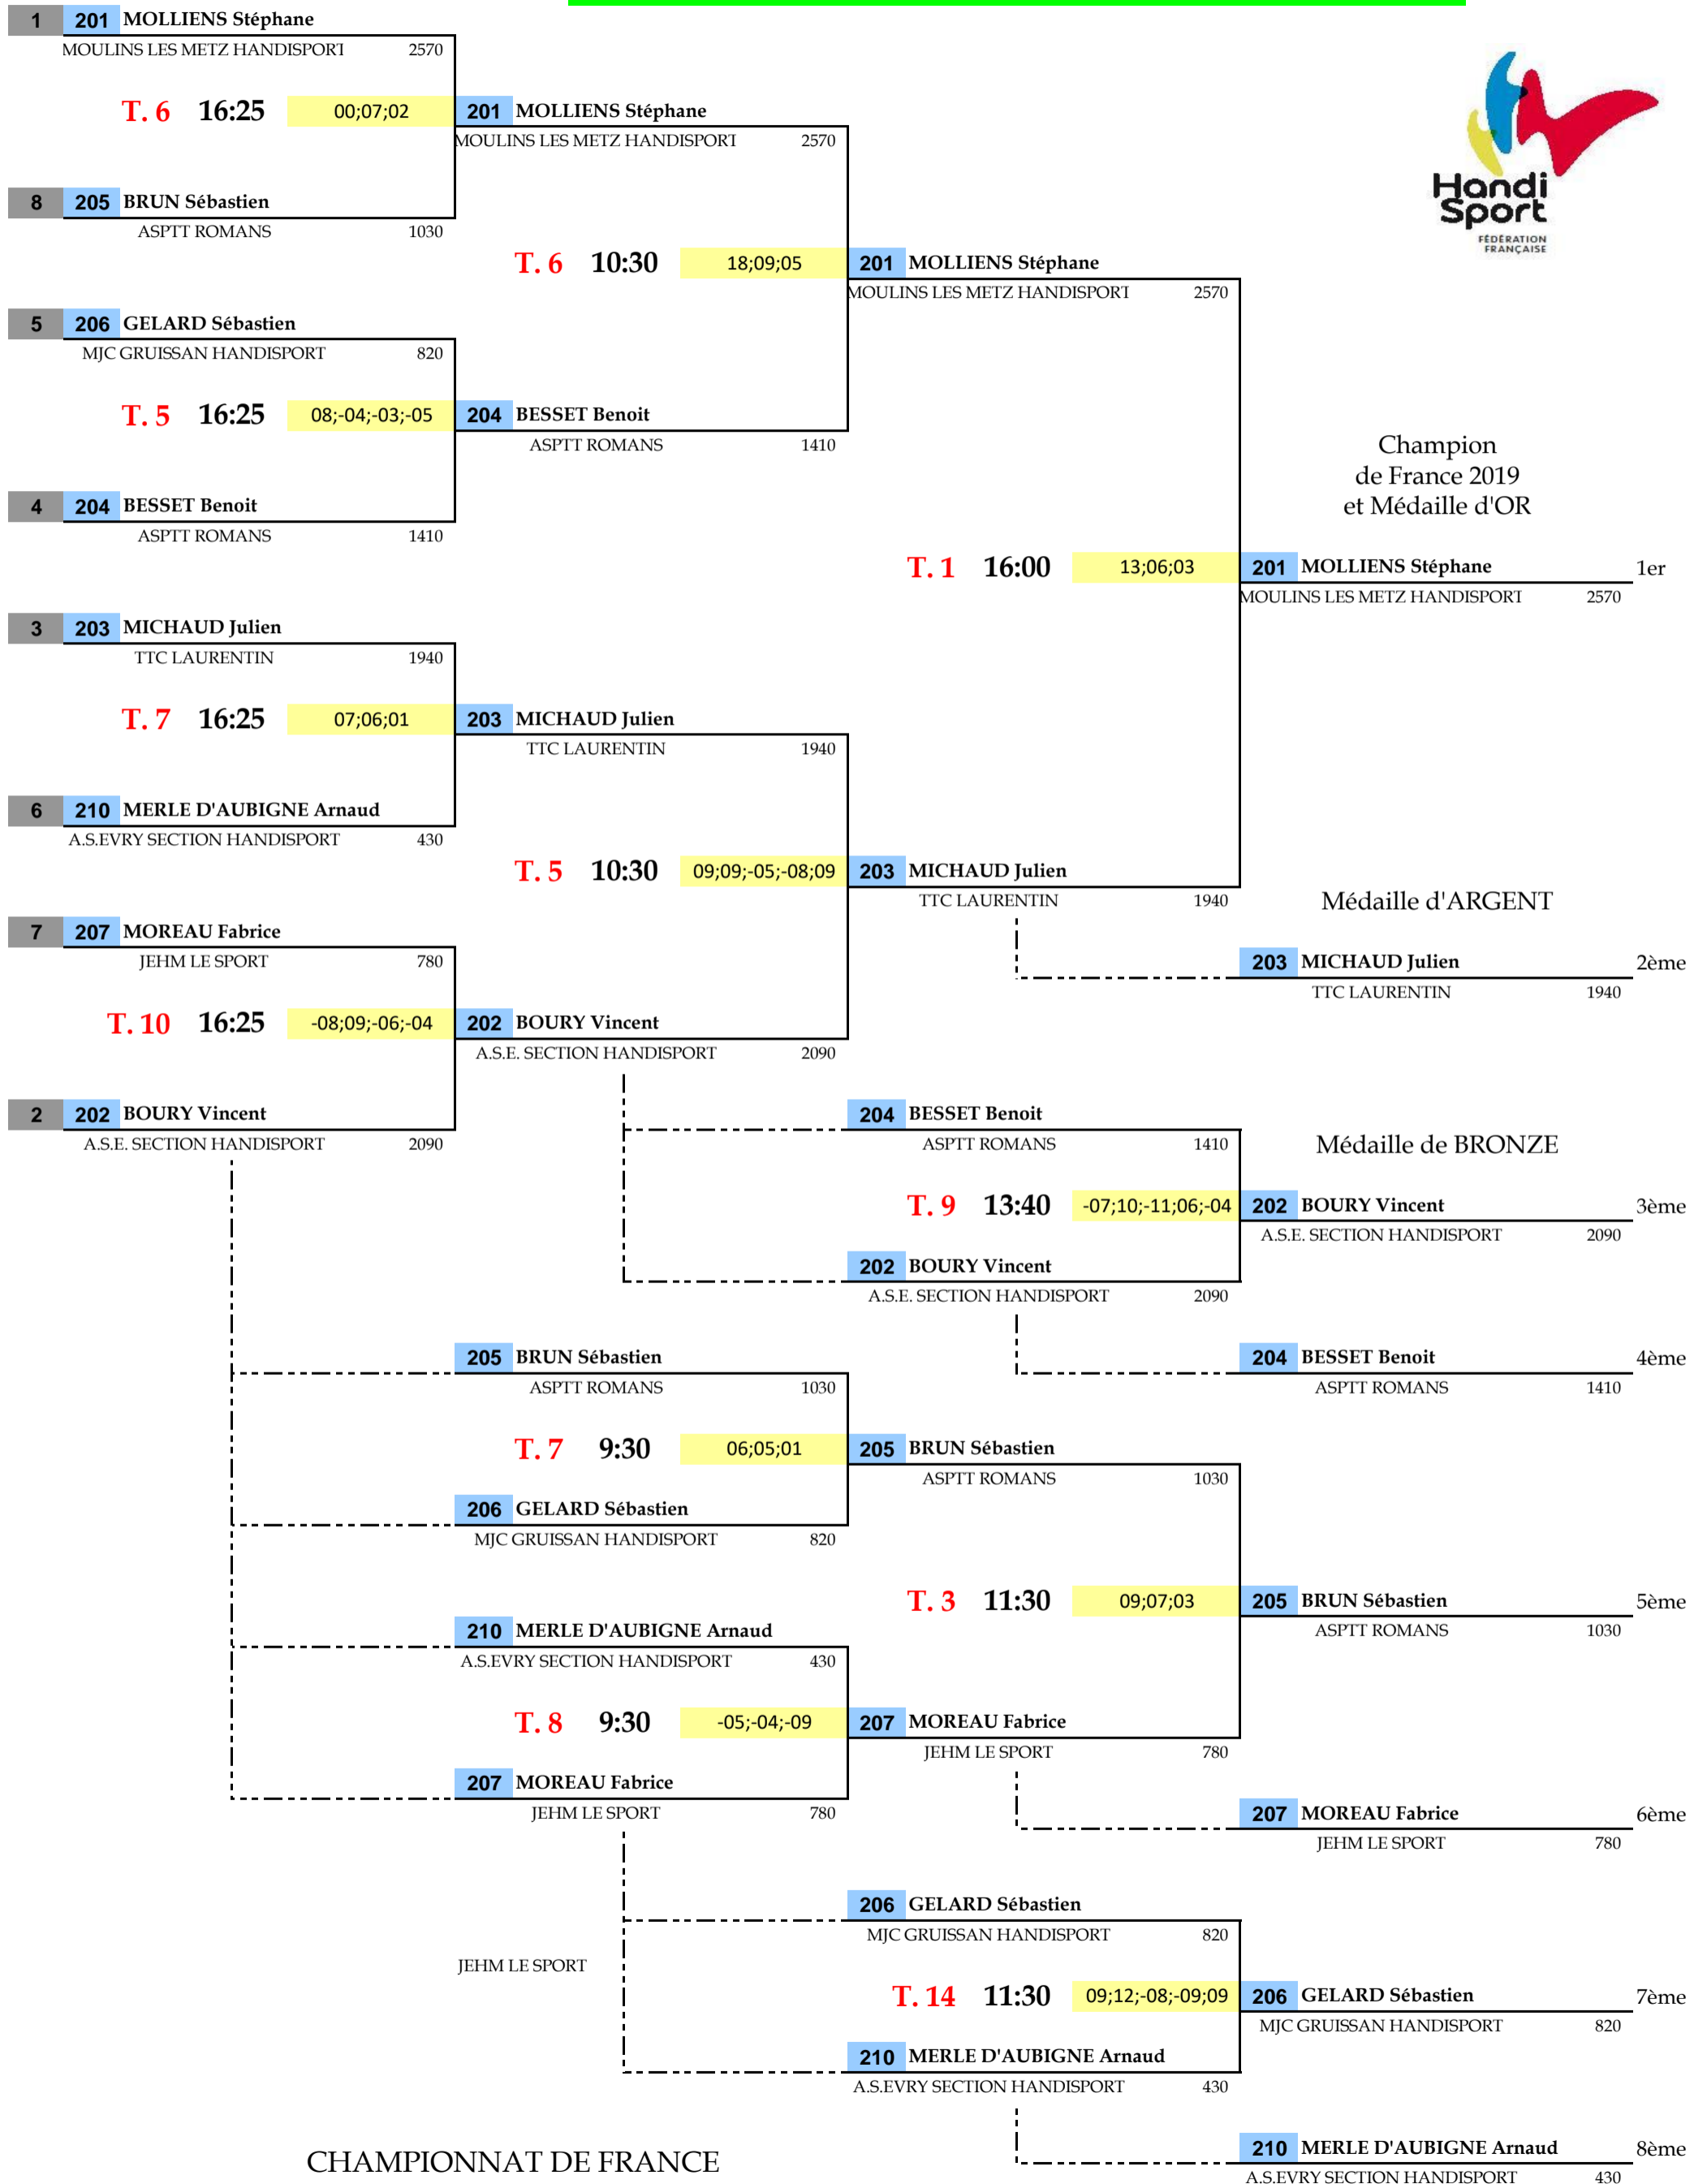 1 201 MOLLIENS Stéphane
MOULINS LES METZ HANDISPORT 2570
T. 6 16:25 00;07;02 201 MOLLIENS Stéphane
MOULINS LES METZ HANDISPORT 2570
Handi
Sport
FÉDÉRATION
FRANÇAISE
8 205 BRUN Sébastien
ASPTT ROMANS 1030
T. 6 10:30 18;09;05 201 MOLLIENS Stéphane
MOULINS LES METZ HANDISPORT 2570
5 206 GELARD Sébastien
MJC GRUISSAN HANDISPORT 820
T. 5 16:25 08;-04;-03;-05 204 BESSET Benoit
ASPTT ROMANS 1410
Champion
de France 2019
et Médaille d'OR
4 204 BESSET Benoit
ASPTT ROMANS 1410
T. 1 16:00 13;06;03 201 MOLLIENS Stéphane 1er
MOULINS LES METZ HANDISPORT 2570
3 203 MICHAUD Julien
TTC LAURENTIN 1940
T. 7 16:25 07;06;01 203 MICHAUD Julien
TTC LAURENTIN 1940
6 210 MERLE D'AUBIGNE Arnaud
A.S.EVRY SECTION HANDISPORT 430
T. 5 10:30 09;09;-05;-08;09 203 MICHAUD Julien
TTC LAURENTIN 1940
Médaille d'ARGENT
7 207 MOREAU Fabrice
JEHM LE SPORT 780
203 MICHAUD Julien 2ème
TTC LAURENTIN 1940
T. 10 16:25 -08;09;-06;-04 202 BOURY Vincent
A.S.E. SECTION HANDISPORT 2090
2 202 BOURY Vincent
A.S.E. SECTION HANDISPORT 2090
204 BESSET Benoit
ASPTT ROMANS 1410
Médaille de BRONZE
T. 9 13:40 -07;10;-11;06;-04 202 BOURY Vincent 3ème
A.S.E. SECTION HANDISPORT 2090
202 BOURY Vincent
A.S.E. SECTION HANDISPORT 2090
205 BRUN Sébastien
ASPTT ROMANS 1030
204 BESSET Benoit 4ème
ASPTT ROMANS 1410
T. 7 9:30 06;05;01 205 BRUN Sébastien
ASPTT ROMANS 1030
206 GELARD Sébastien
MJC GRUISSAN HANDISPORT 820
T. 3 11:30 09;07;03 205 BRUN Sébastien 5ème
ASPTT ROMANS 1030
210 MERLE D'AUBIGNE Arnaud
A.S.EVRY SECTION HANDISPORT 430
T. 8 9:30 -05;-04;-09 207 MOREAU Fabrice
JEHM LE SPORT 780
207 MOREAU Fabrice
JEHM LE SPORT 780
207 MOREAU Fabrice 6ème
JEHM LE SPORT 780
206 GELARD Sébastien
MJC GRUISSAN HANDISPORT 820
JEHM LE SPORT
T. 14 11:30 09;12;-08;-09;09 206 GELARD Sébastien 7ème
MJC GRUISSAN HANDISPORT 820
210 MERLE D'AUBIGNE Arnaud
A.S.EVRY SECTION HANDISPORT 430
CHAMPIONNAT DE FRANCE
210 MERLE D'AUBIGNE Arnaud 8ème
A.S.EVRY SECTION HANDISPORT 430